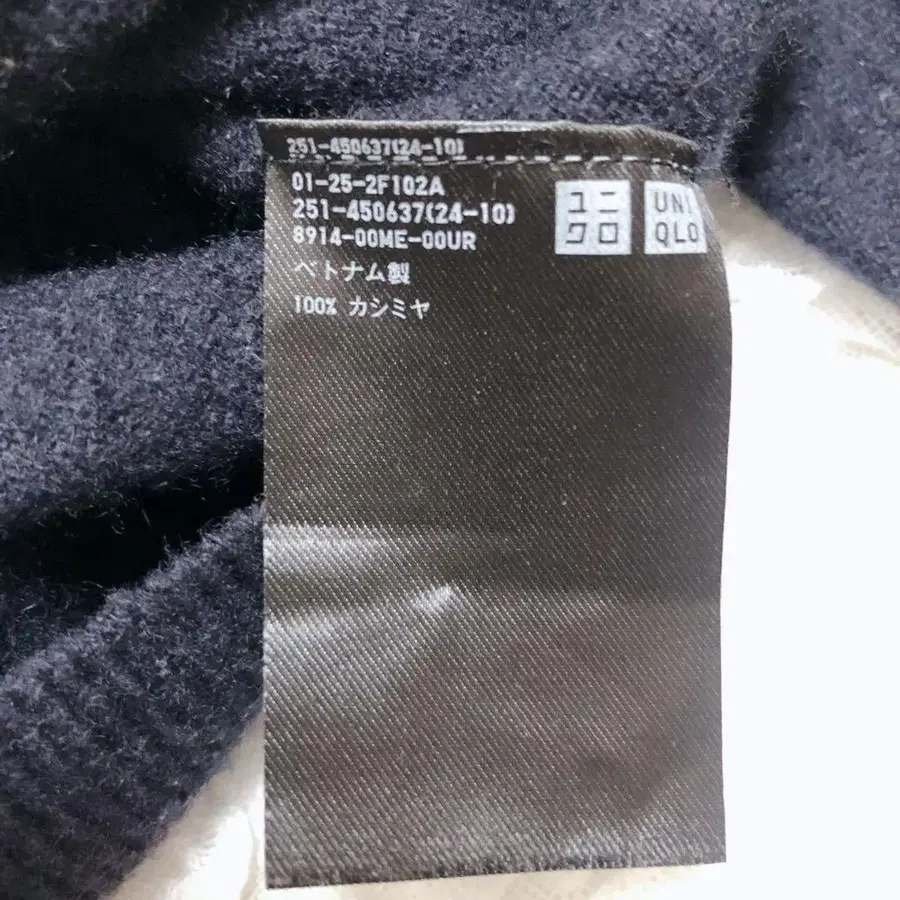 251-450637(24-10)
01-25-2F102A
251-450637(24-10)
8914-00ME-00UR
ベトナム製
100% カシミヤ
ユニ
クロ
UNI
QLO